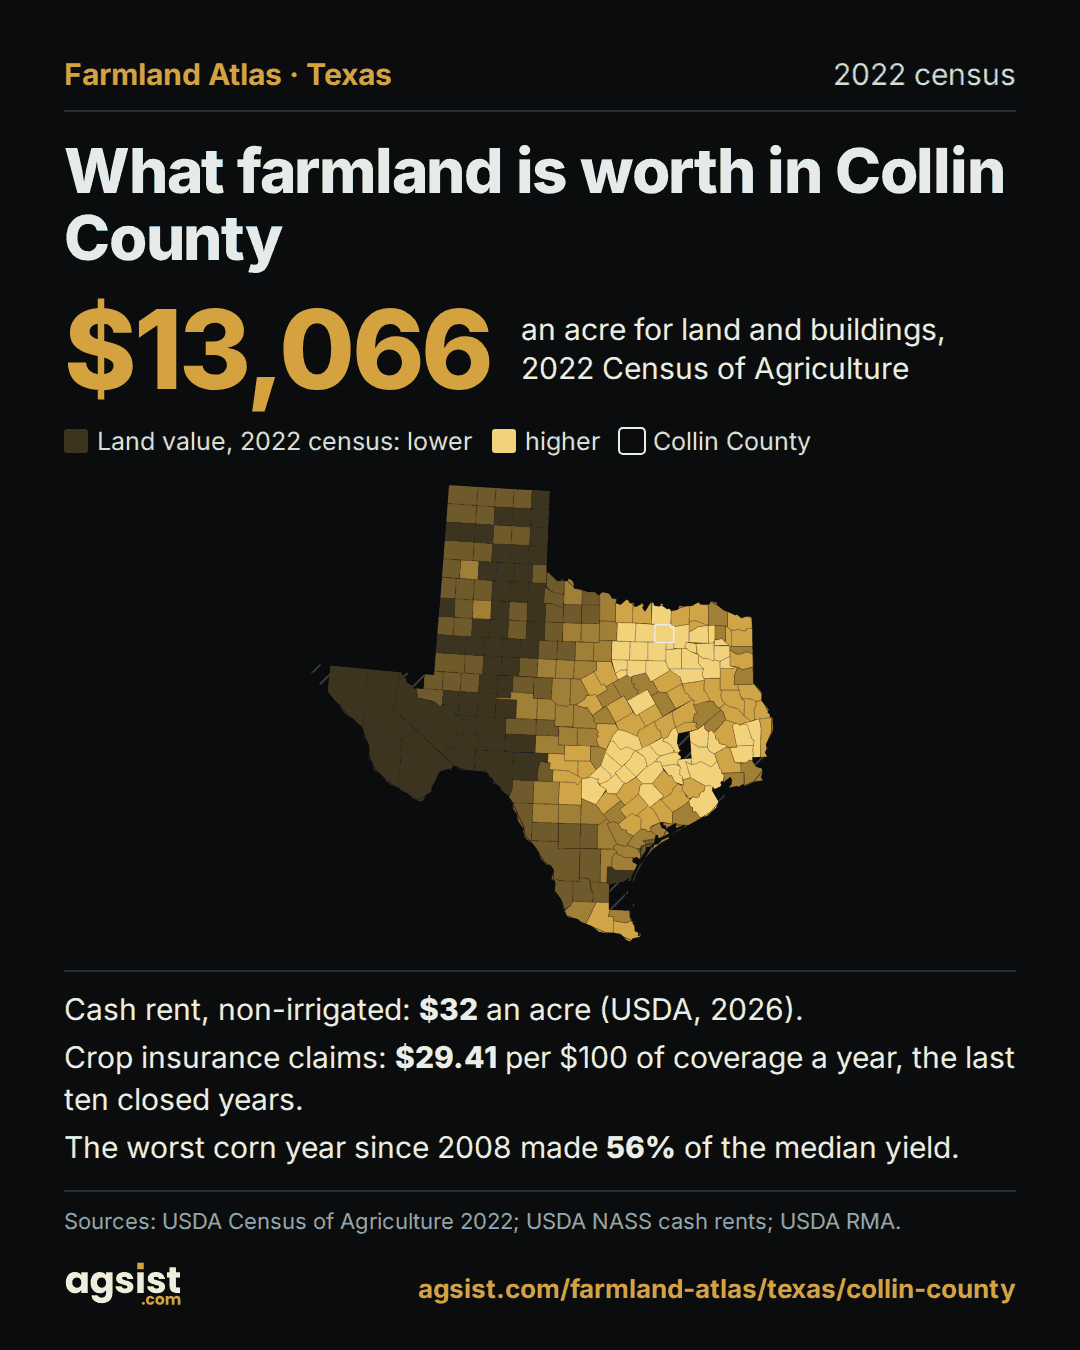 Farmland Atlas · Texas
2022 census
What farmland is worth in Collin
County
$13,066
an acre for land and buildings,
2022 Census of Agriculture
Land value, 2022 census: lower
higher
Collin County
Cash rent, non-irrigated: $32 an acre (USDA, 2026).
Crop insurance claims: $29.41 per $100 of coverage a year, the last
ten closed years.
The worst corn year since 2008 made 56% of the median yield.
Sources: USDA Census of Agriculture 2022; USDA NASS cash rents; USDA RMA.
agsist
.com
agsist.com/farmland-atlas/texas/collin-county